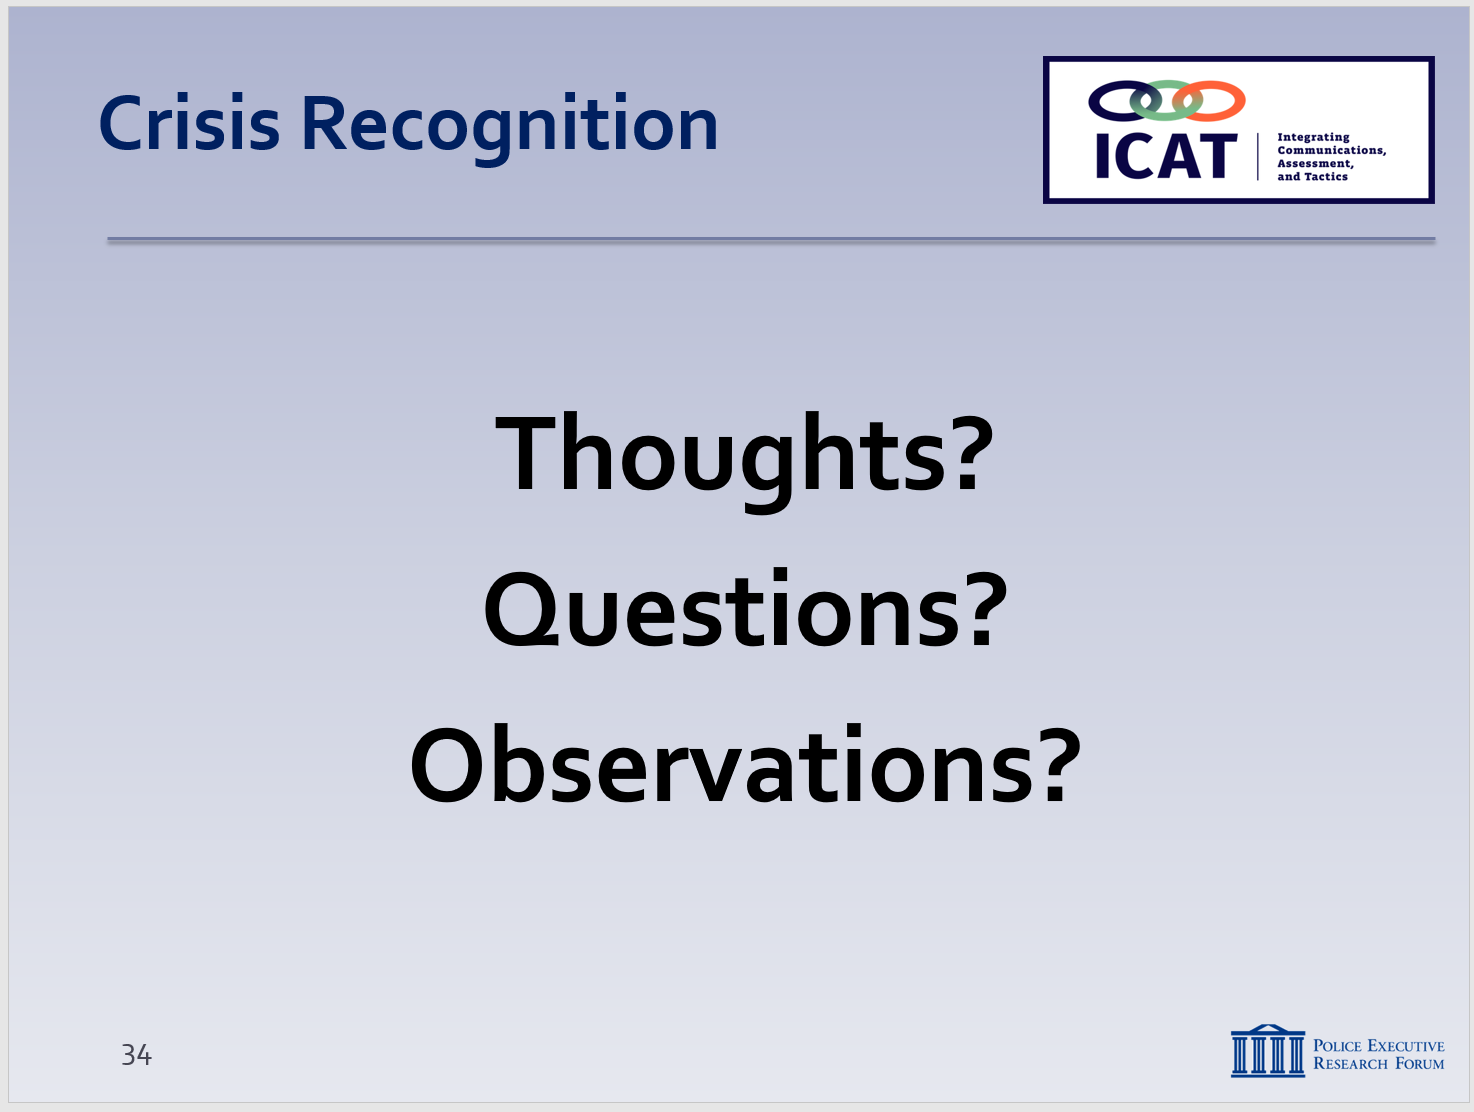 Crisis Recognition
ICAT
Integrating
Communications,
Assessment,
and Tactics
Thoughts?
Questions?
Observations?
34
POLICE EXECUTIVE
RESEARCH FORUM